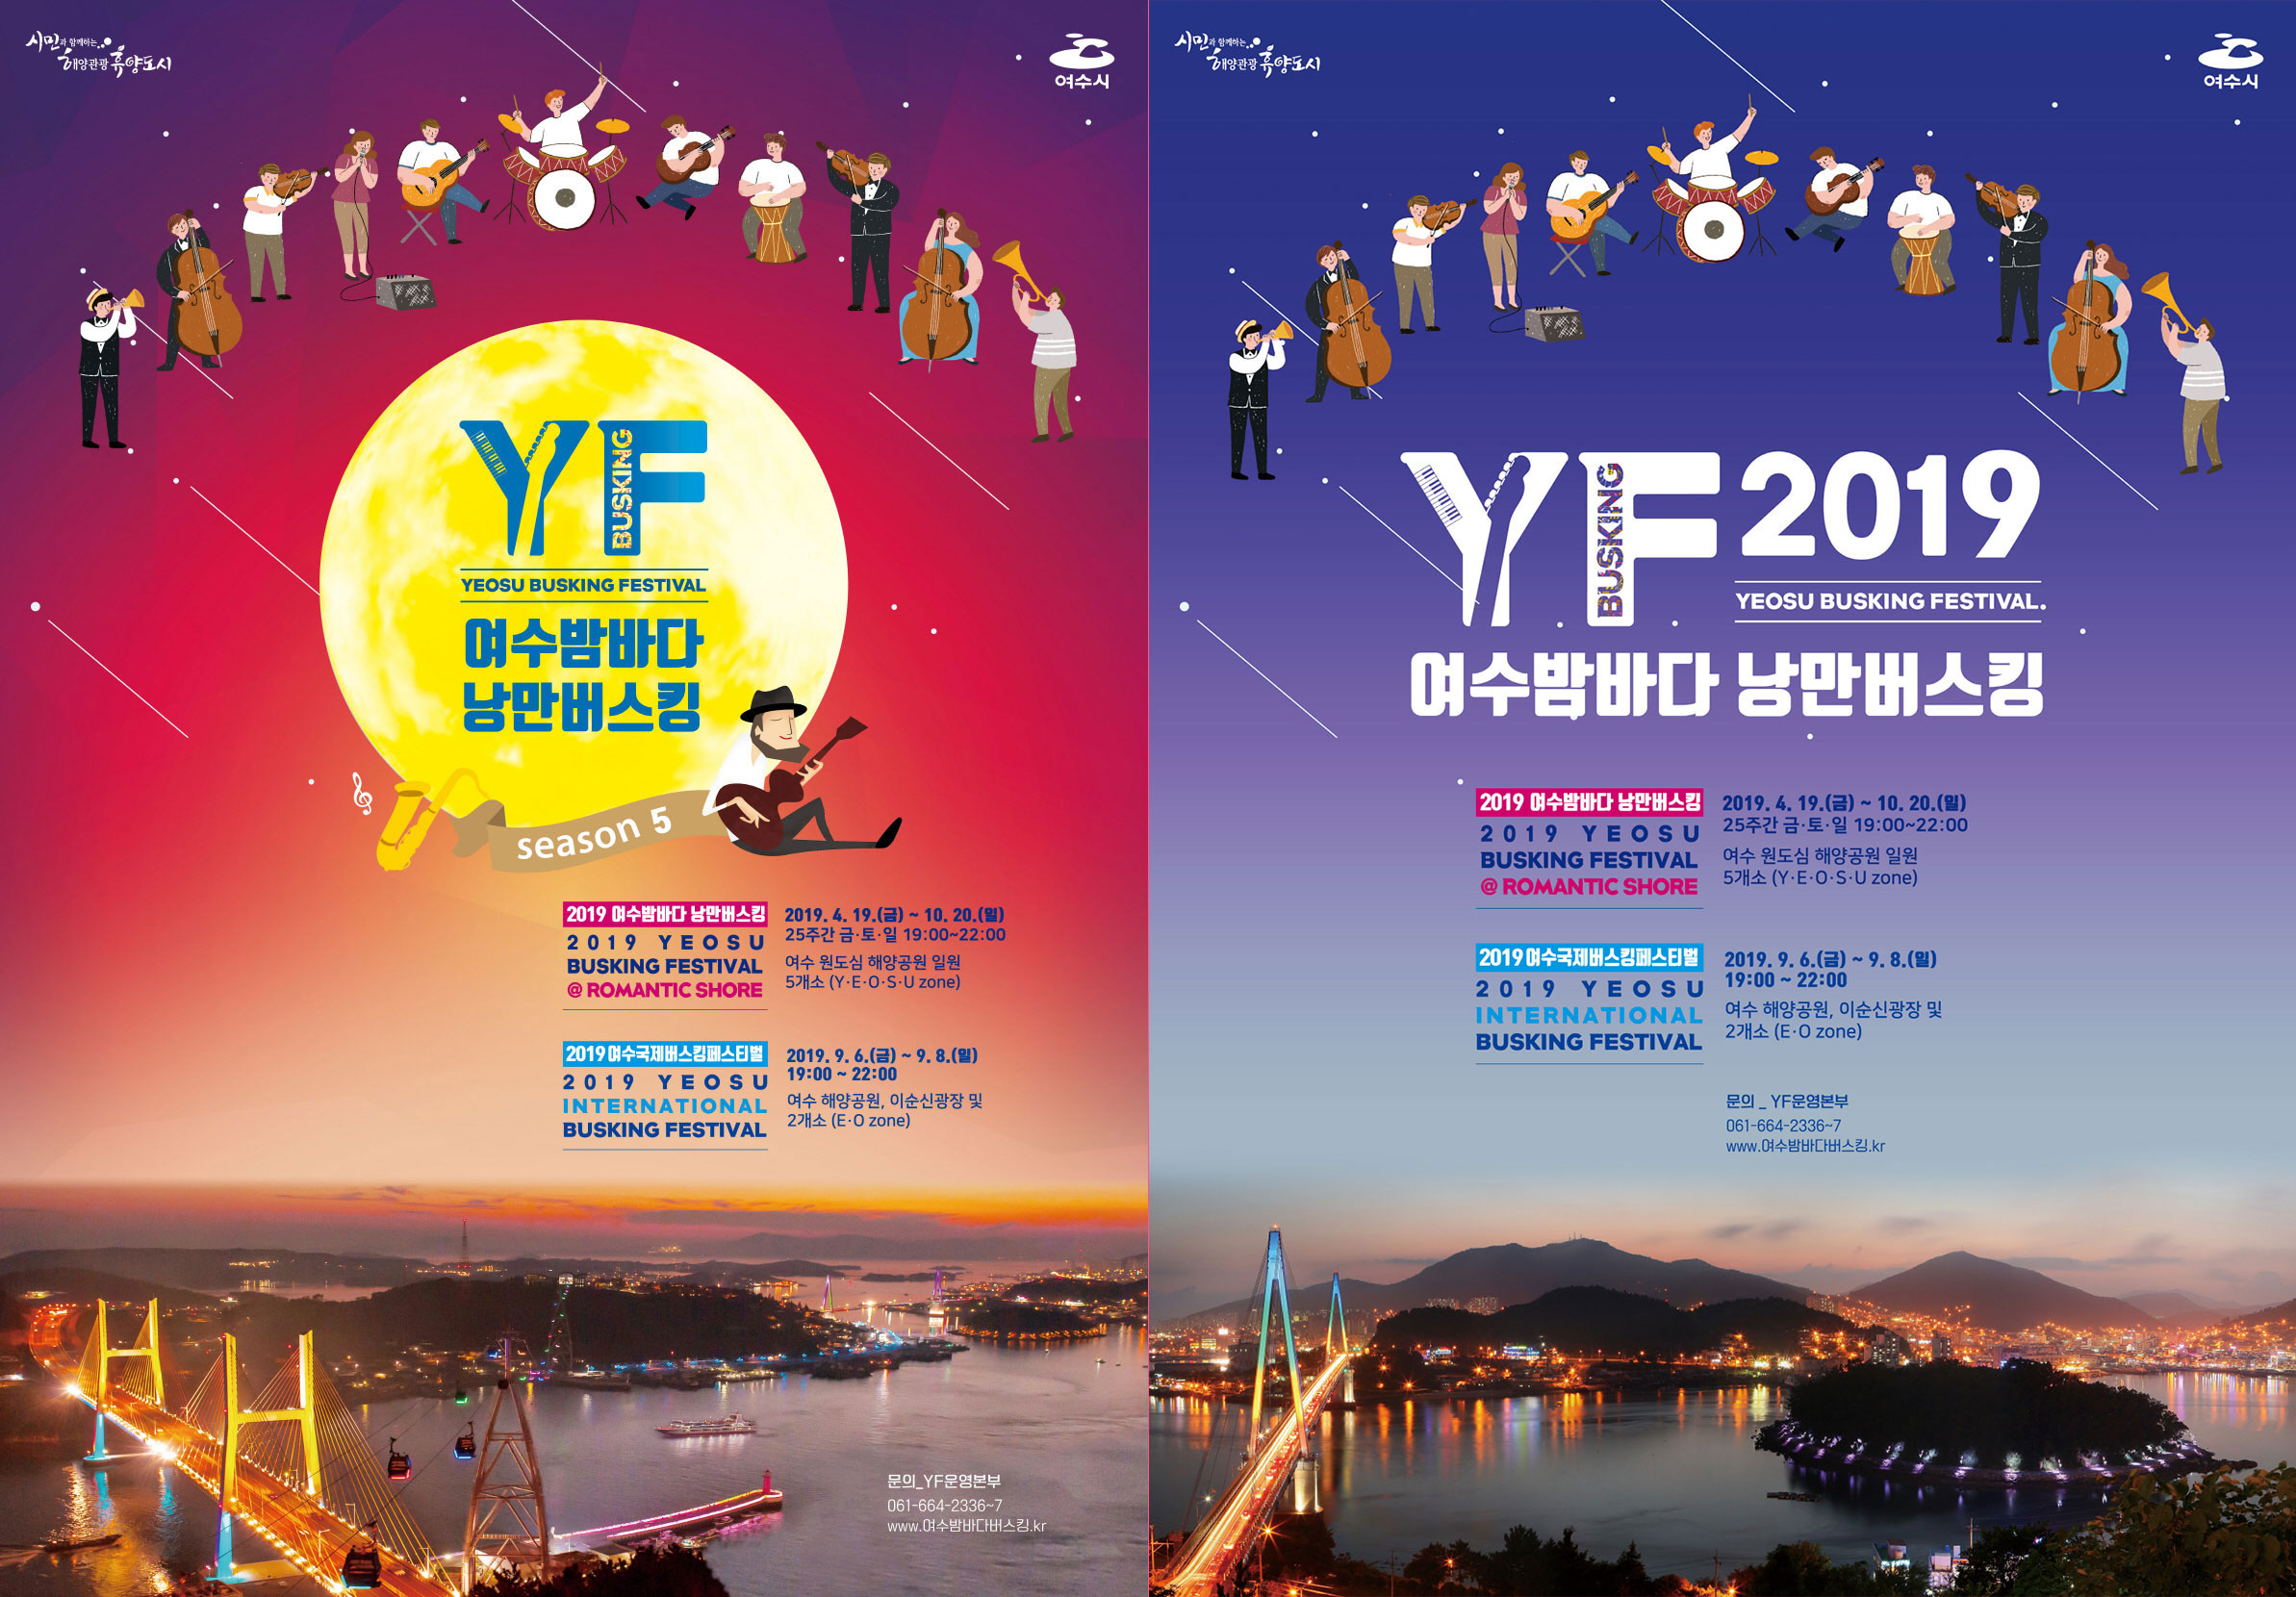 시민과 함께하는
해양관광 휴양도시
여수시
YF
BUSKING
YEOSU BUSKING FESTIVAL
여수밤바다
낭만버스킹
season 5
2019 여수밤바다 낭만버스킹
2019 YEOSU
BUSKING FESTIVAL
@ ROMANTIC SHORE
2019. 4. 19.(금) ~ 10. 20.(일)
25주간 금·토·일 19:00~22:00
여수 원도심 해양공원 일원
5개소 (Y·E·O·S·U zone)
2019여수국제버스킹페스티벌
2019 YEOSU
INTERNATIONAL
BUSKING FESTIVAL
2019. 9. 6.(금) ~ 9. 8.(일)
19:00 ~ 22:00
여수 해양공원, 이순신광장 및
2개소 (E·O zone)
문의_YF운영본부
061-664-2336~7
www.여수밤바다버스킹.kr
시민과 함께하는
해양관광 휴양도시
여수시
YF 2019
BUSKING
YEOSU BUSKING FESTIVAL.
여수밤바다 낭만버스킹
2019 여수밤바다 낭만버스킹
2019 YEOSU
BUSKING FESTIVAL
@ ROMANTIC SHORE
2019. 4. 19.(금) ~ 10. 20.(일)
25주간 금·토·일 19:00~22:00
여수 원도심 해양공원 일원
5개소 (Y·E·O·S·U zone)
2019여수국제버스킹페스티벌
2019 YEOSU
INTERNATIONAL
BUSKING FESTIVAL
2019. 9. 6.(금) ~ 9. 8.(일)
19:00 ~ 22:00
여수 해양공원, 이순신광장 및
2개소 (E·O zone)
문의 _ YF운영본부
061-664-2336~7
www.여수밤바다버스킹.kr